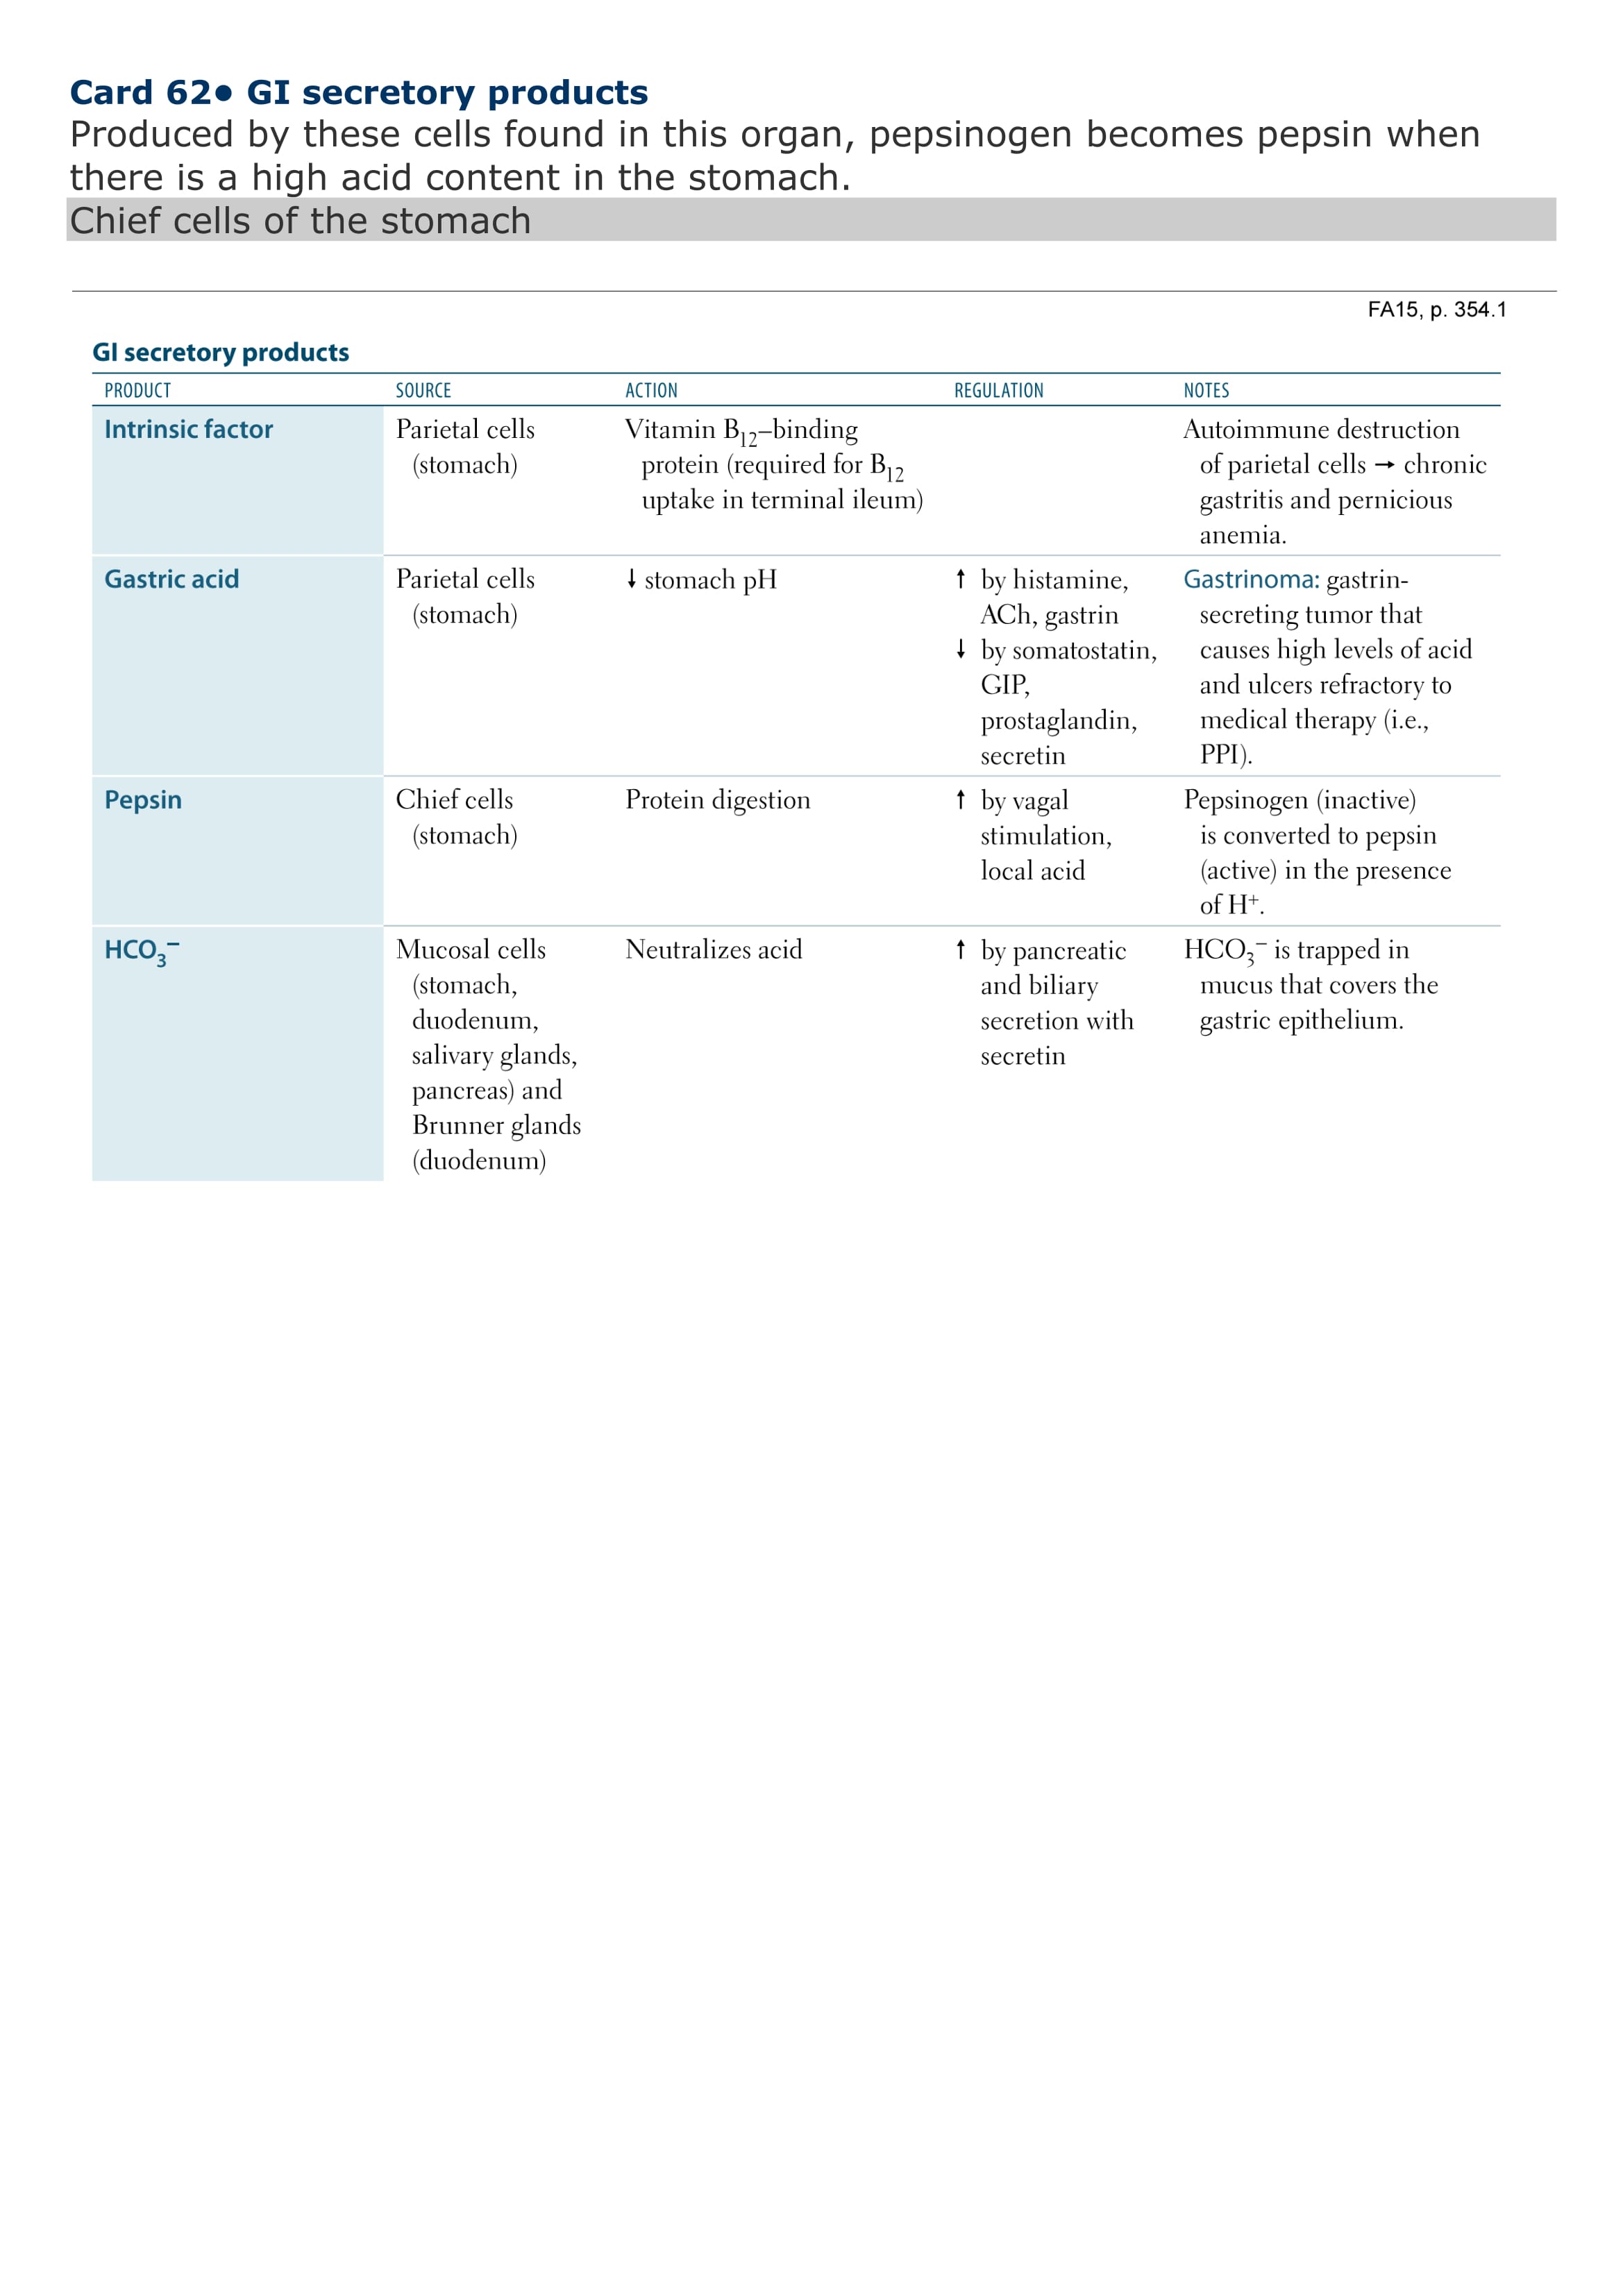 Card 62● GI secretory products
Produced by these cells found in this organ, pepsinogen becomes pepsin when
there is a high acid content in the stomach.
Chief cells of the stomach
FA15, p. 354.1
GI secretory products
PRODUCT SOURCE ACTION REGULATION NOTES
Intrinsic factor
Parietal cells
(stomach)
Vitamin B12–binding
protein (required for B12
uptake in terminal ileum)
Autoimmune destruction
of parietal cells → chronic
gastritis and pernicious
anemia.
Gastric acid
Parietal cells
(stomach)
↓ stomach pH
↑ by histamine,
ACh, gastrin
↓ by somatostatin,
GIP,
prostaglandin,
secretin
Gastrinoma: gastrin-
secreting tumor that
causes high levels of acid
and ulcers refractory to
medical therapy (i.e.,
PPI).
Pepsin
Chief cells
(stomach)
Protein digestion
↑ by vagal
stimulation,
local acid
Pepsinogen (inactive)
is converted to pepsin
(active) in the presence
of H+.
HCO3−
Mucosal cells
(stomach,
duodenum,
salivary glands,
pancreas) and
Brunner glands
(duodenum)
Neutralizes acid
↑ by pancreatic
and biliary
secretion with
secretin
HCO3− is trapped in
mucus that covers the
gastric epithelium.